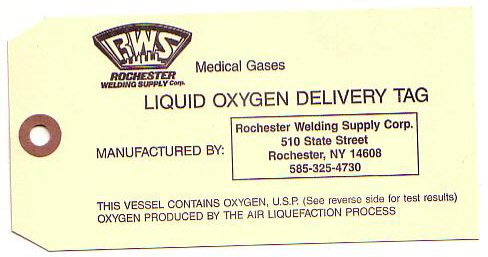 RWS
ROCHESTER
WELDING SUPPLY Corp.
Medical Gases
LIQUID OXYGEN DELIVERY TAG
MANUFACTURED BY:
Rochester Welding Supply Corp.
510 State Street
Rochester, NY 14608
585-325-4730
THIS VESSEL CONTAINS OXYGEN, U.S.P. (See reverse side for test results)
OXYGEN PRODUCED BY THE AIR LIQUEFACTION PROCESS